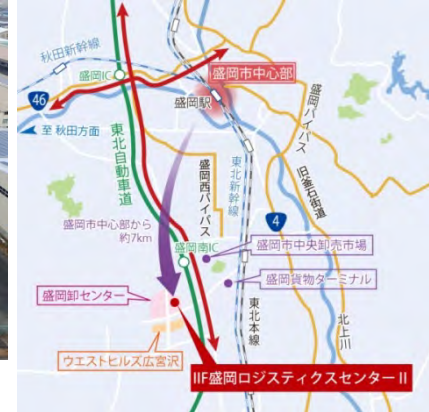 秋田新幹線
盛岡IC
盛岡市中心部
盛岡駅
46
至 秋田方面
東北自動車道
盛岡西バイパス
東北新幹線
盛岡バイパス
旧釜石街道
4
盛岡市中心部から
約7km
盛岡南IC
盛岡市中央卸売市場
盛岡貨物ターミナル
盛岡卸センター
東北本線
北上川
ウエストヒルズ広宮沢
IIF盛岡ロジスティクスセンターⅡ